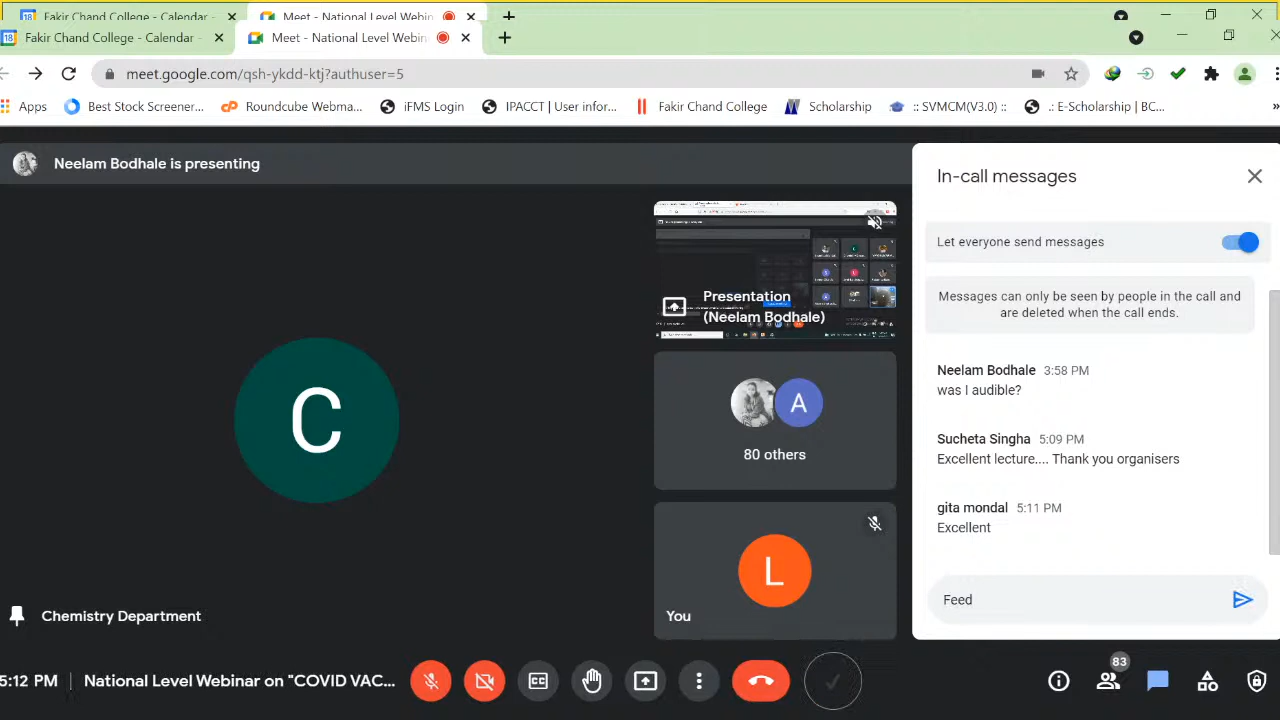 Fakir Chand College - Calendar -
Meet - National Level Webin
18
Fakir Chand College - Calendar -
Meet - National Level Webin
meet.google.com/qsh-ykdd-ktj?authuser=5
Apps
Best Stock Screener...
Roundcube Webma...
iFMS Login
IPACCT | User infor...
Fakir Chand College
Scholarship
:: SVMCM(V3.0) ::
.: E-Scholarship | BC...
»
Neelam Bodhale is presenting
In-call messages
Let everyone send messages
Messages can only be seen by people in the call and
are deleted when the call ends.
Presentation
(Neelam Bodhale)
C
A
80 others
Neelam Bodhale 3:58 PM
was I audible?
Sucheta Singha 5:09 PM
Excellent lecture.... Thank you organisers
gita mondal 5:11 PM
Excellent
L
You
Feed
Chemistry Department
5:12 PM
National Level Webinar on "COVID VAC...
83